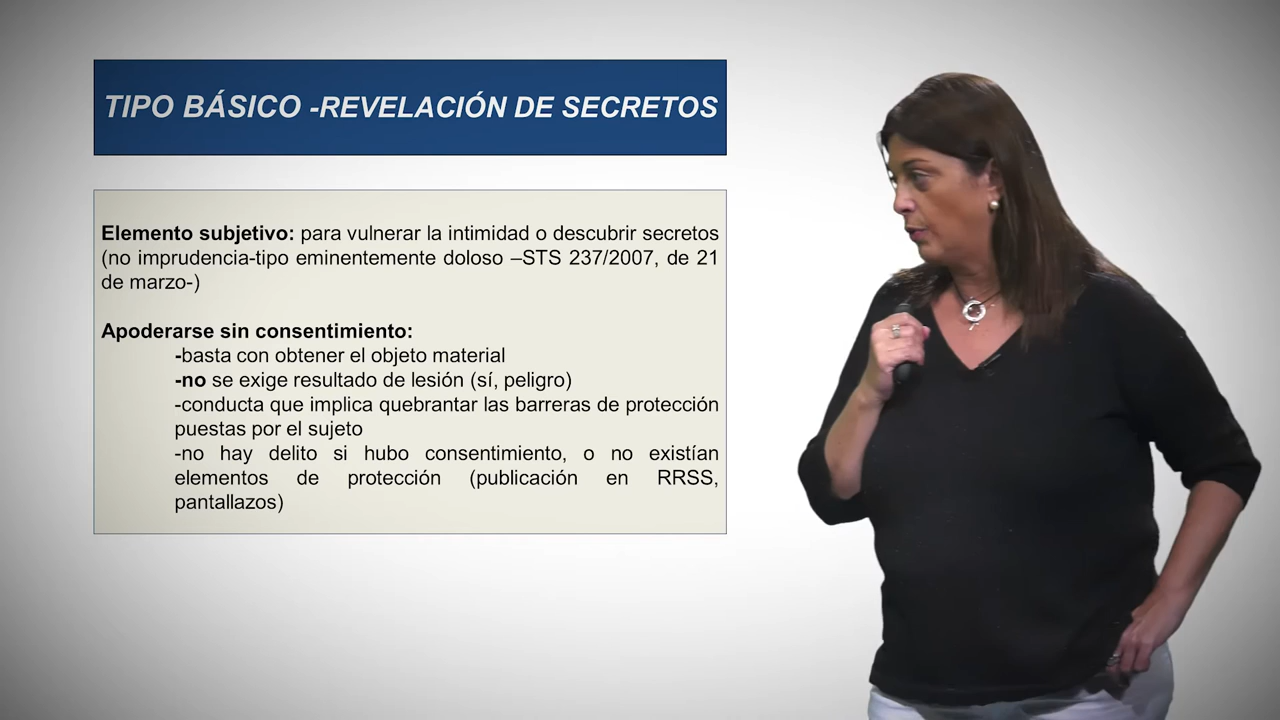 TIPO BÁSICO -REVELACIÓN DE SECRETOS
Elemento subjetivo: para vulnerar la intimidad o descubrir secretos
(no imprudencia-tipo eminentemente doloso –STS 237/2007, de 21
de marzo-)
Apoderarse sin consentimiento:
-basta con obtener el objeto material
-no se exige resultado de lesión (sí, peligro)
-conducta que implica quebrantar las barreras de protección
puestas por el sujeto
-no hay delito si hubo consentimiento, o no existían
elementos de protección (publicación en RRSS,
pantallazos)